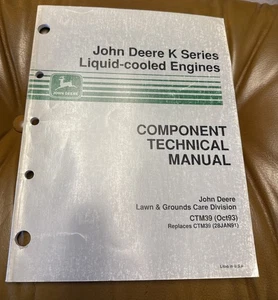 John Deere K Series
Liquid-cooled Engines
JOHN DEERE
COMPONENT
TECHNICAL
MANUAL
John Deere
Lawn & Grounds Care Division
CTM39 (Oct93)
Replaces CTM39 (28JAN91)